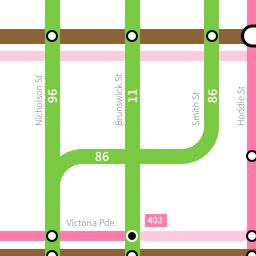 Nicholson St
96
Brunswick St
11
Smith St
86
Hoddle St
86
Victoria Pde
402